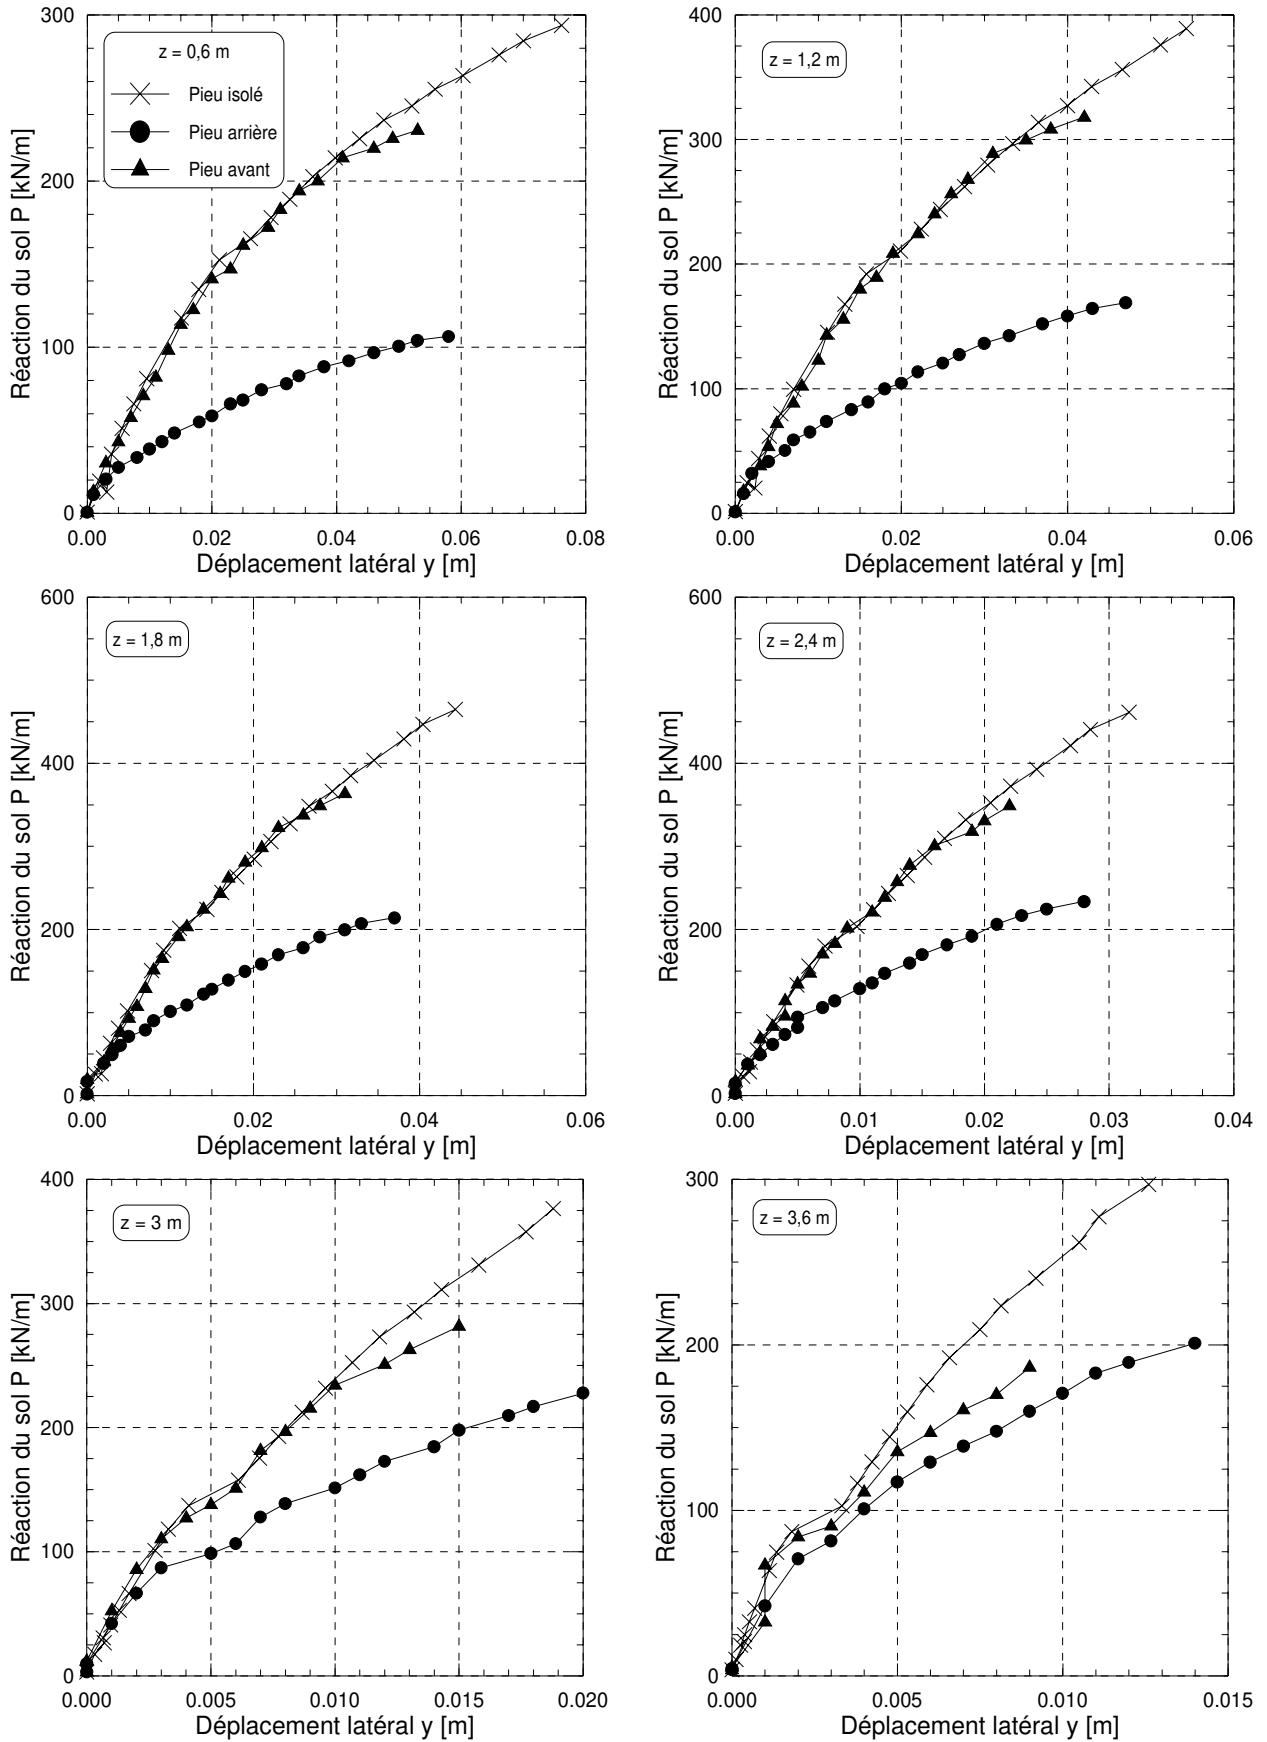 300
200
100
0
Réaction du sol P [kN/m]
z = 0,6 m
Pieu isolé
Pieu arrière
Pieu avant
0.00 0.02 0.04 0.06 0.08
Déplacement latéral y [m]
400
300
200
100
0
Réaction du sol P [kN/m]
z = 1,2 m
0.00 0.02 0.04 0.06
Déplacement latéral y [m]
600
400
200
0
Réaction du sol P [kN/m]
z = 1,8 m
0.00 0.02 0.04 0.06
Déplacement latéral y [m]
600
400
200
0
Réaction du sol P [kN/m]
z = 2,4 m
0.00 0.01 0.02 0.03 0.04
Déplacement latéral y [m]
400
300
200
100
0
Réaction du sol P [kN/m]
z = 3 m
0.000 0.005 0.010 0.015 0.020
Déplacement latéral y [m]
300
200
100
0
Réaction du sol P [kN/m]
z = 3,6 m
0.000 0.005 0.010 0.015
Déplacement latéral y [m]